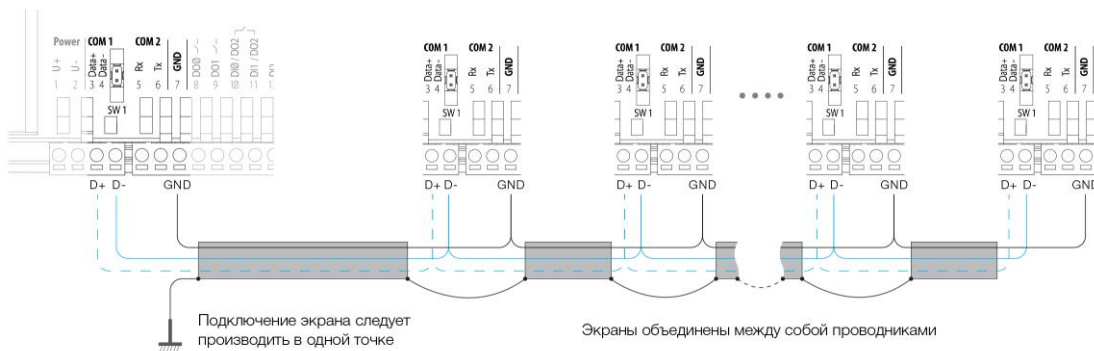 Power COM 1 COM 2
U+ U- Data+ Data- Rx Tx GND DO0 DO1 DI0 / DO2 DI1 / DO2
1 2 3 4 5 6 7 8 9 10 11
SW 1
D+ D- GND
COM 1 COM 2
Data+ Data- Rx Tx GND
3 4 5 6 7
SW 1
D+ D- GND
COM 1 COM 2
Data+ Data- Rx Tx GND
3 4 5 6 7
SW 1
D+ D- GND
COM 1 COM 2
Data+ Data- Rx Tx GND
3 4 5 6 7
SW 1
D+ D- GND
COM 1 COM 2
Data+ Data- Rx Tx GND
3 4 5 6 7
SW 1
D+ D- GND
Подключение экрана следует
производить в одной точке
Экраны объединены между собой проводниками